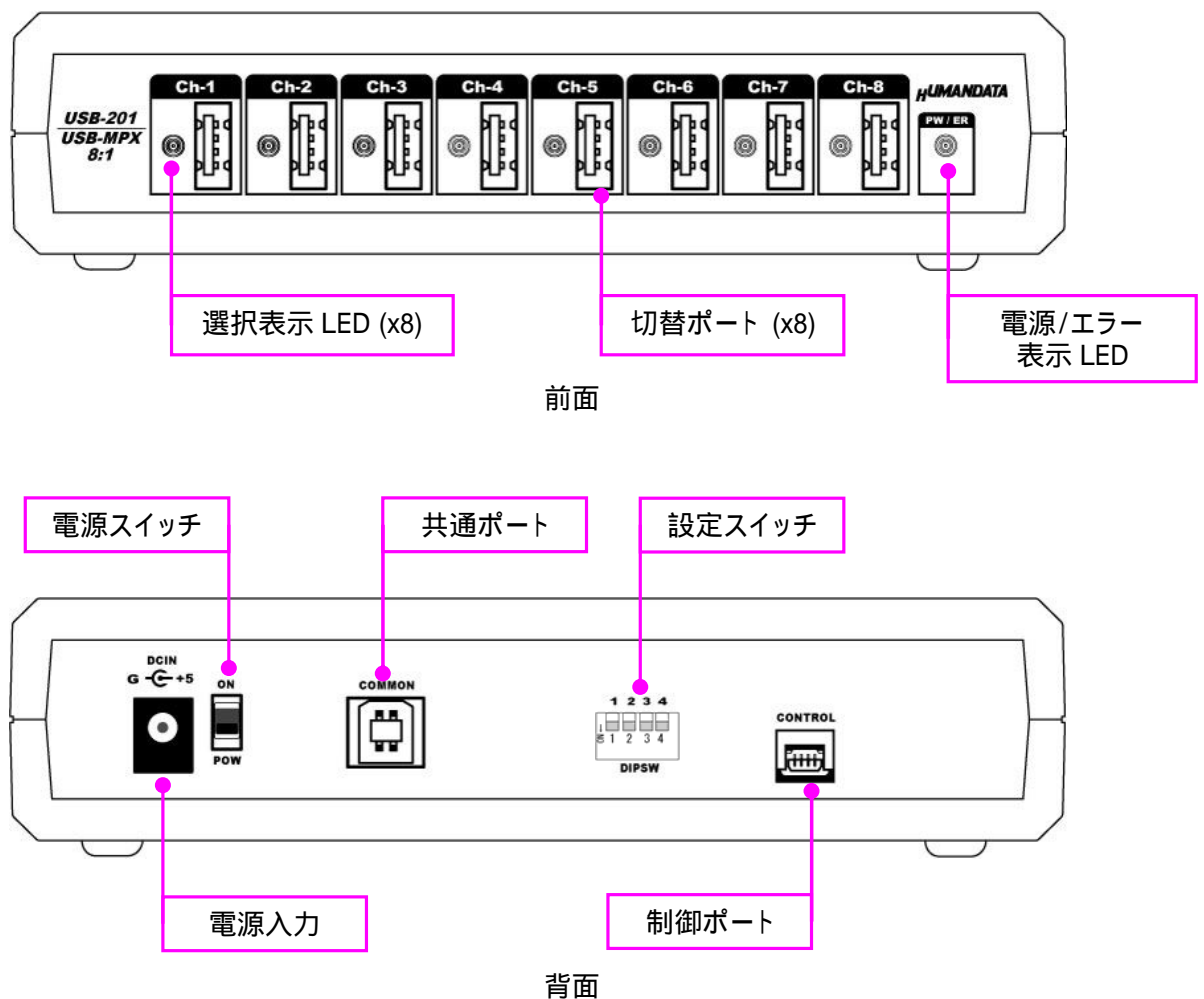 Ch-1 Ch-2 Ch-3 Ch-4 Ch-5 Ch-6 Ch-7 Ch-8
HUMANDATA
USB-201
USB-MPX
8:1
PW / ER
選択表示 LED (x8)
切替ポート (x8)
電源/エラー
表示 LED
前面
電源スイッチ
共通ポート
設定スイッチ
DCIN
G +5
ON
POW
COMMON
1 2 3 4
ON
1 2 3 4
DIPSW
CONTROL
電源入力
制御ポート
背面